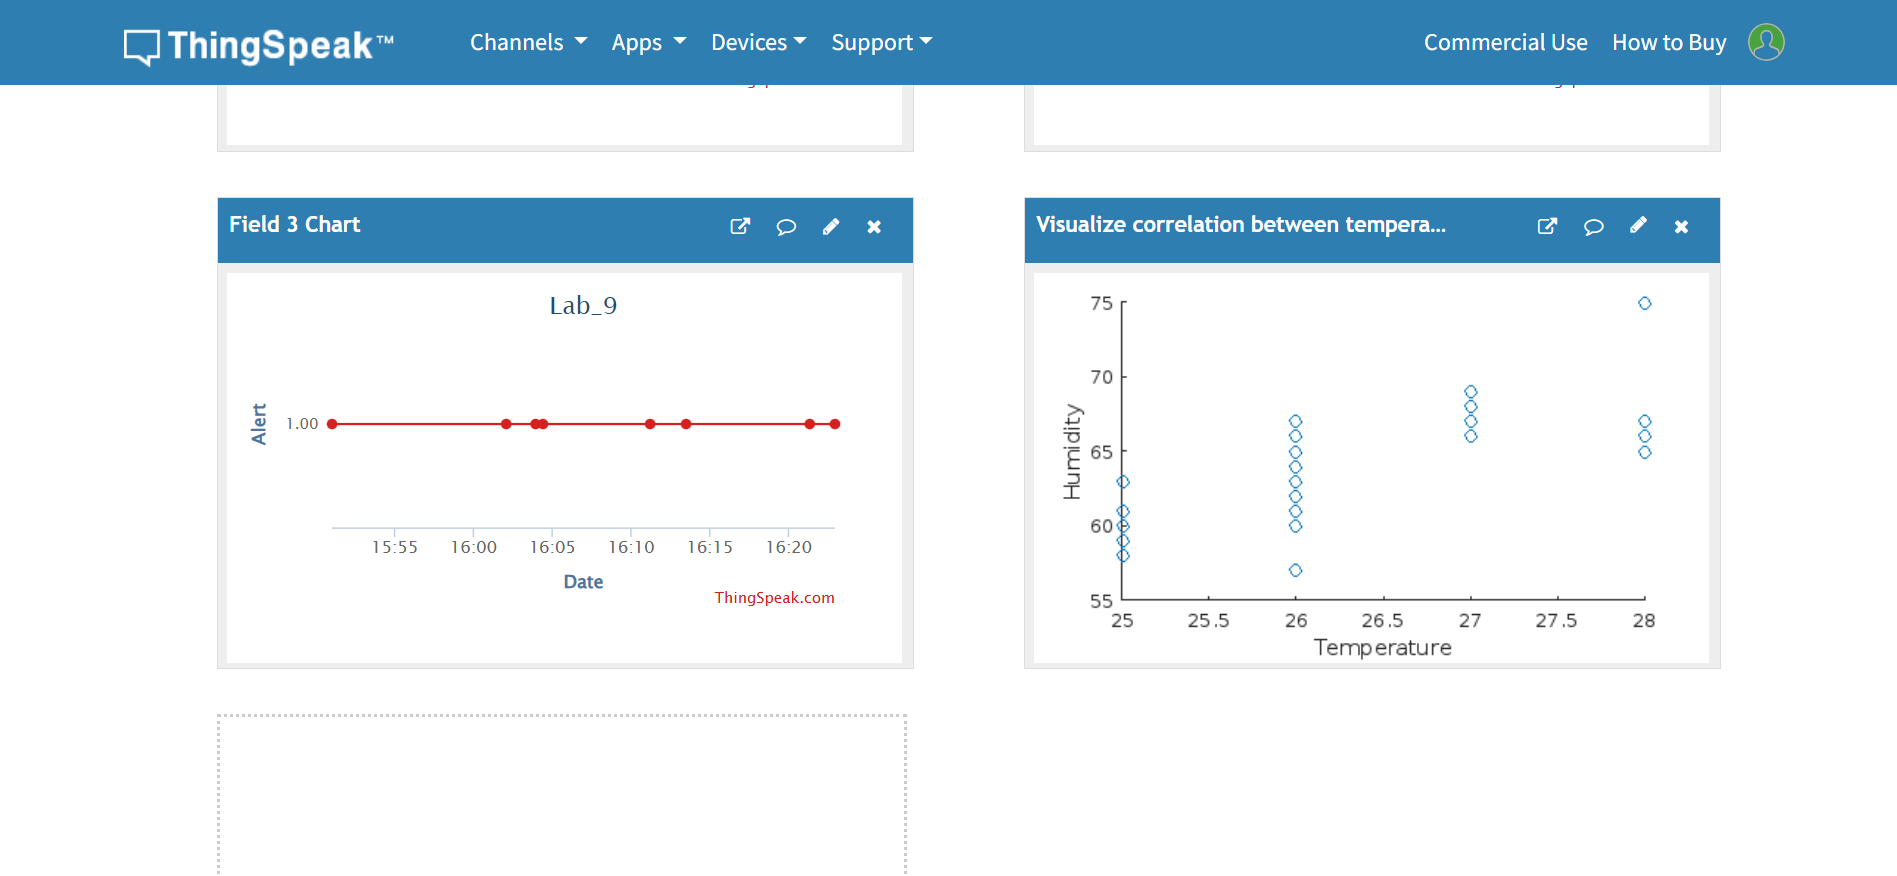 ThingSpeak™ Channels Apps Devices Support Commercial Use How to Buy
Field 3 Chart
Lab_9
Alert
1.00
15:55 16:00 16:05 16:10 16:15 16:20
Date
ThingSpeak.com
Visualize correlation between tempera...
75
70
65
60
55
Humidity
25 25.5 26 26.5 27 27.5 28
Temperature